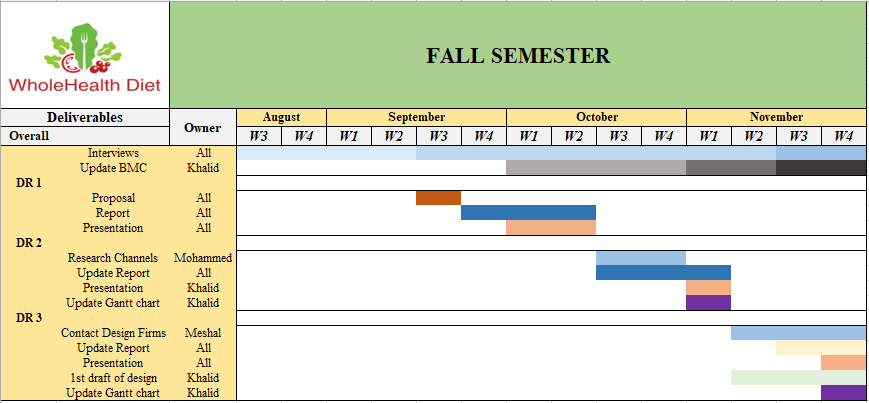 WholeHealth Diet
FALL SEMESTER
Deliverables Owner August September October November
Overall W3 W4 W1 W2 W3 W4 W1 W2 W3 W4 W1 W2 W3 W4
Interviews All
Update BMC Khalid
DR 1
Proposal All
Report All
Presentation All
DR 2
Research Channels Mohammed
Update Report All
Presentation Khalid
Update Gantt chart Khalid
DR 3
Contact Design Firms Meshal
Update Report All
Presentation All
1st draft of design Khalid
Update Gantt chart Khalid